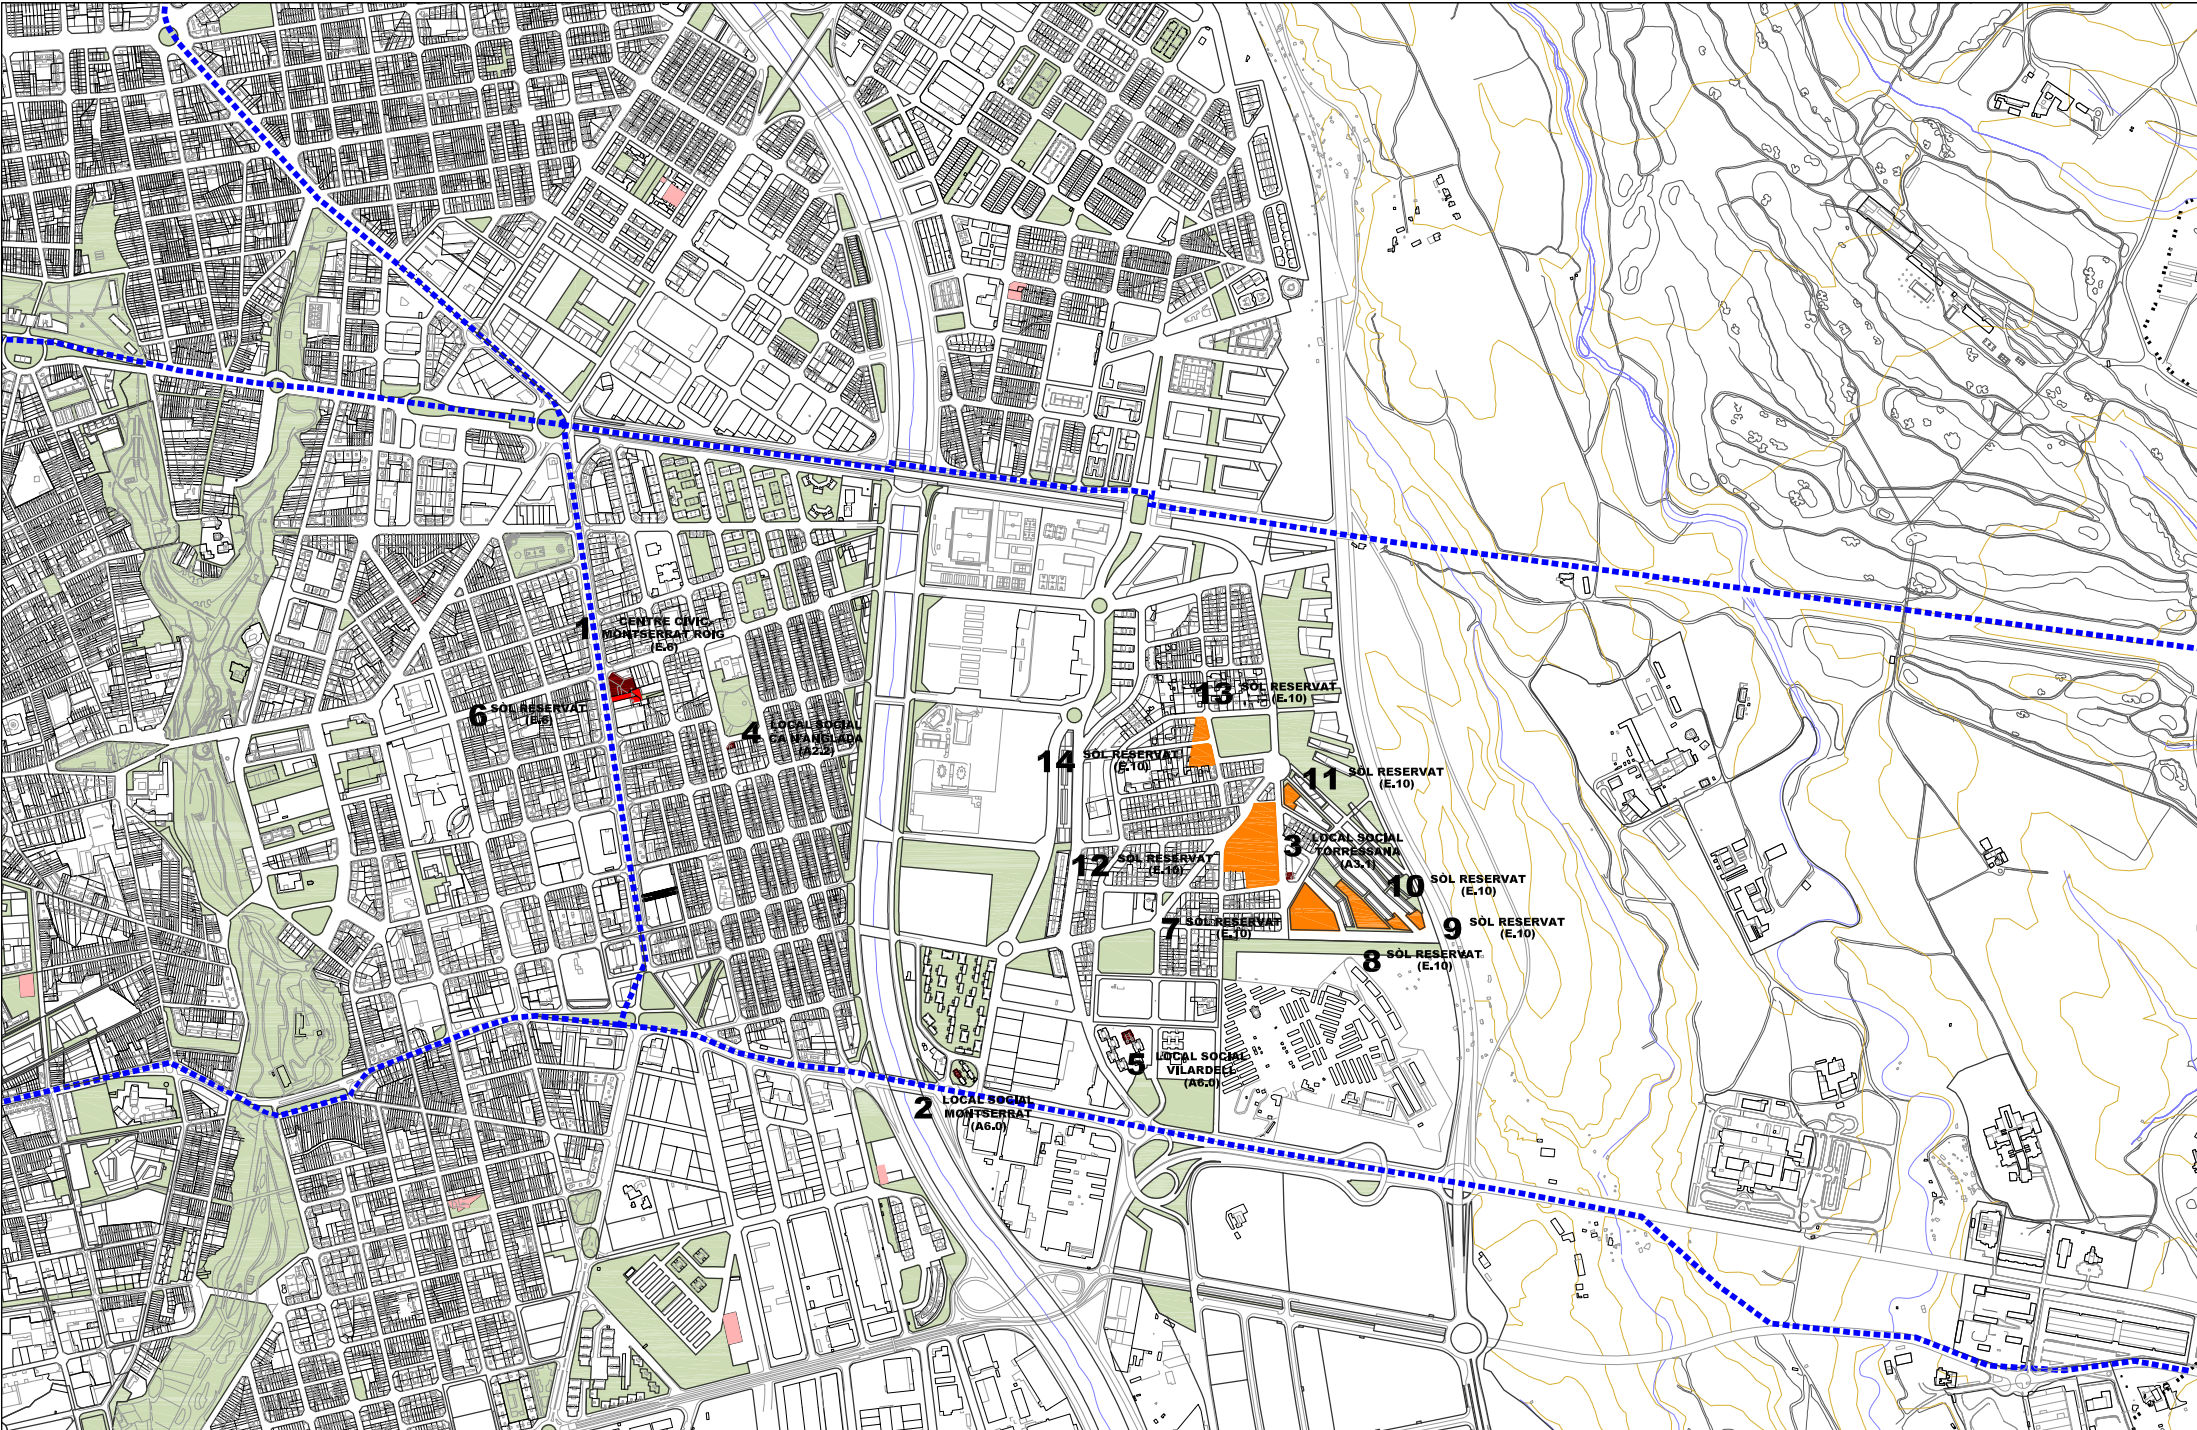 1
CENTRE CIVIC
MONTSERRAT ROIG
(E.6)
6
SÒL RESERVAT
(E.6)
4
LOCAL SOCIAL
CA N'ANGLADA
(A2.2)
13
SÒL RESERVAT
(E.10)
14
SÒL RESERVAT
(E.10)
11
SÒL RESERVAT
(E.10)
3
LOCAL SOCIAL
TORRESSANA
(A3.1)
12
SÒL RESERVAT
(E.10)
10
SÒL RESERVAT
(E.10)
7
SÒL RESERVAT
(E.10)
9
SÒL RESERVAT
(E.10)
8
SÒL RESERVAT
(E.10)
5
LOCAL SOCIAL
VILARDELL
(A6.0)
2
LOCAL SOCIAL
MONTSERRAT
(A6.0)